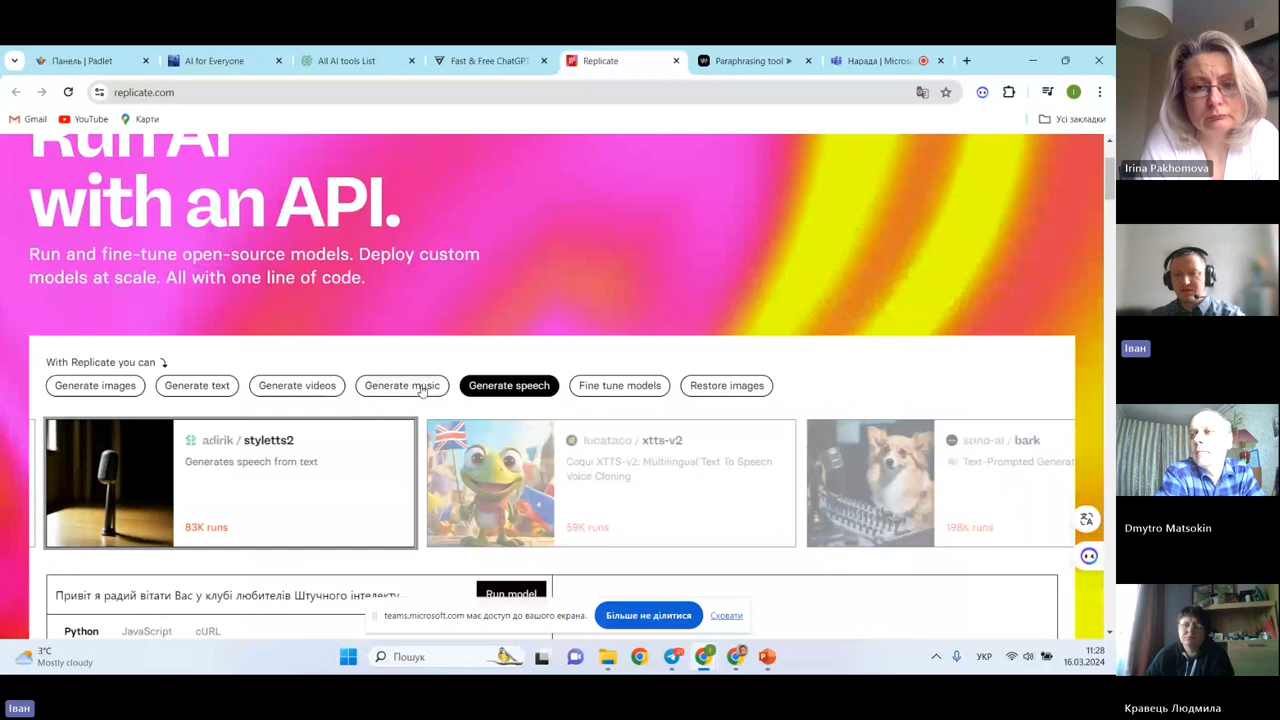 Панель | Padlet
AI for Everyone
All AI tools List
Fast & Free ChatGPT
Replicate
Paraphrasing tool
Нарада | Micros
replicate.com
Gmail
YouTube
Карти
Усі закладки
Run AI
with an API.
Run and fine-tune open-source models. Deploy custom
models at scale. All with one line of code.
With Replicate you can
Generate images
Generate text
Generate videos
Generate music
Generate speech
Fine tune models
Restore images
adirik / styletts2
Generates speech from text
83K runs
lucataco / xtts-v2
Coqui XTTS-v2: Multilingual Text To Speech
Voice Cloning
59K runs
suno-ai / bark
Text-Prompted Generat
198K runs
Привіт я радий вітати Вас у клубі любителів Штучного інтелекту
Run model
Python
JavaScript
cURL
teams.microsoft.com має доступ до вашого екрана.
Більше не ділитися
Сховати
3°C
Mostly cloudy
Пошук
УКР
11:28
16.03.2024
Іван
Irina Pakhomova
Іван
Dmytro Matsokin
Кравець Людмила